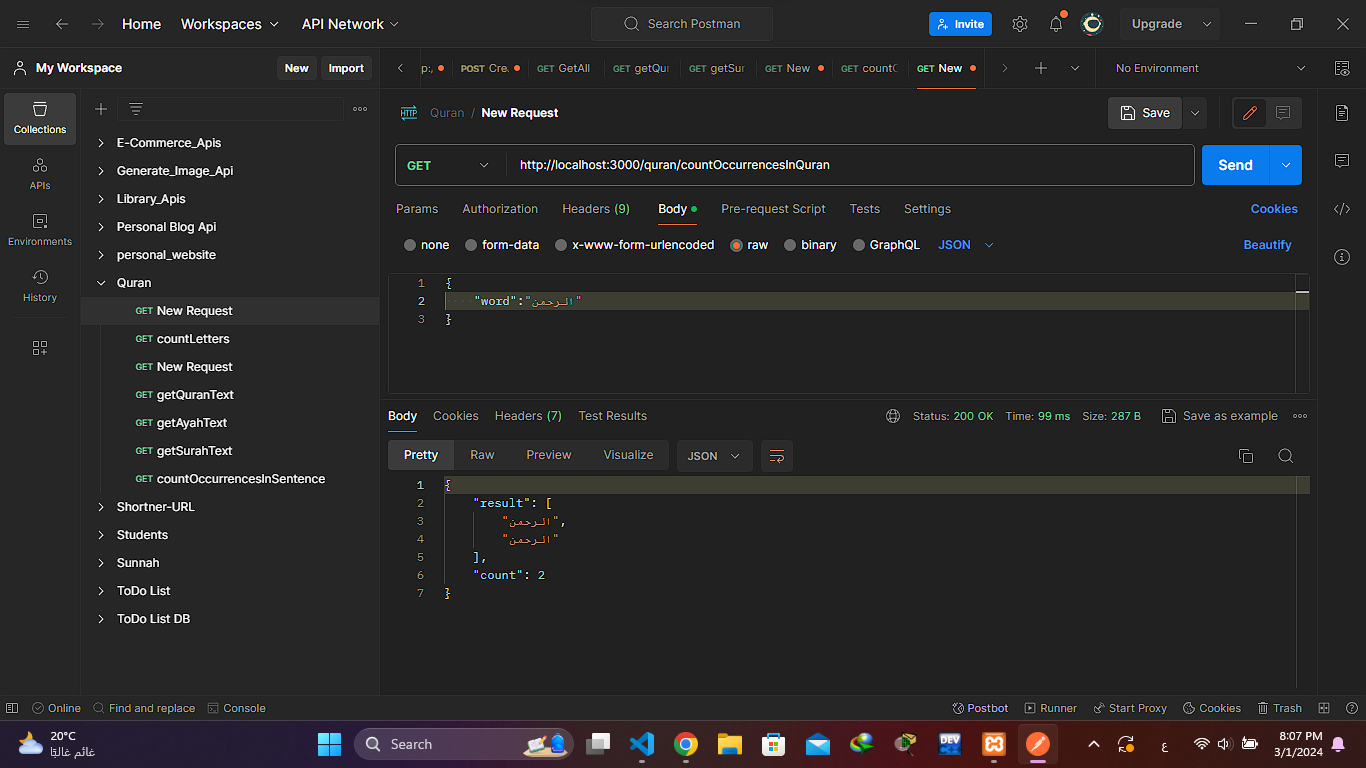 Home Workspaces API Network Search Postman Invite Upgrade
My Workspace New Import
p:, POST Cre. GET GetAll GET getQur GET getSur GET New GET countC GET New No Environment
Collections
APIs
Environments
History
E-Commerce_Apis
Generate_Image_Api
Library_Apis
Personal Blog Api
personal_website
Quran
GET New Request
GET countLetters
GET New Request
GET getQuranText
GET getAyahText
GET getSurahText
GET countOccurrencesInSentence
Shortner-URL
Students
Sunnah
ToDo List
ToDo List DB
HTTP Quran / New Request Save
GET http://localhost:3000/quran/countOccurrencesInQuran Send
Params Authorization Headers (9) Body Pre-request Script Tests Settings Cookies
none form-data x-www-form-urlencoded raw binary GraphQL JSON Beautify
1 {
2 "word":"الرحمن"
3 }
Body Cookies Headers (7) Test Results Status: 200 OK Time: 99 ms Size: 287 B Save as example
Pretty Raw Preview Visualize JSON
1 {
2 "result": [
3 "الرحمن",
4 "الرحمن"
5 ],
6 "count": 2
7 }
Online Find and replace Console Postbot Runner Start Proxy Cookies Trash
20°C
غائم غالبًا
Search
DEV
ع
8:07 PM
3/1/2024